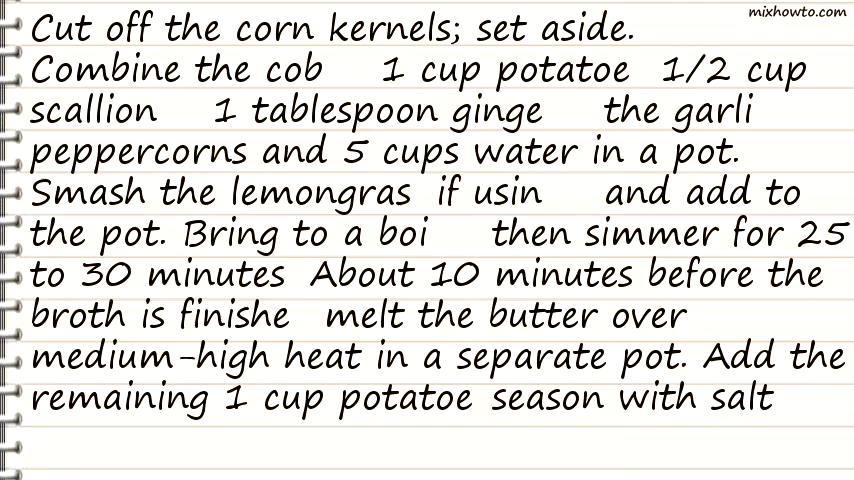 mixhowto.com
Cut off the corn kernels; set aside.
Combine the cob 1 cup potatoe 1/2 cup
scallion 1 tablespoon ginge the garli
peppercorns and 5 cups water in a pot.
Smash the lemongras if usin and add to
the pot. Bring to a boi then simmer for 25
to 30 minutes About 10 minutes before the
broth is finishe melt the butter over
medium-high heat in a separate pot. Add the
remaining 1 cup potatoe season with salt